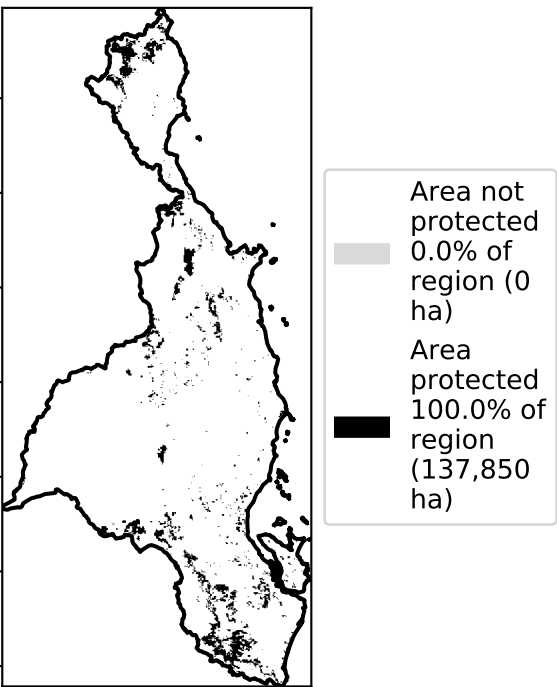 Area not
protected
0.0% of
region (0
ha)
Area
protected
100.0% of
region
(137,850
ha)